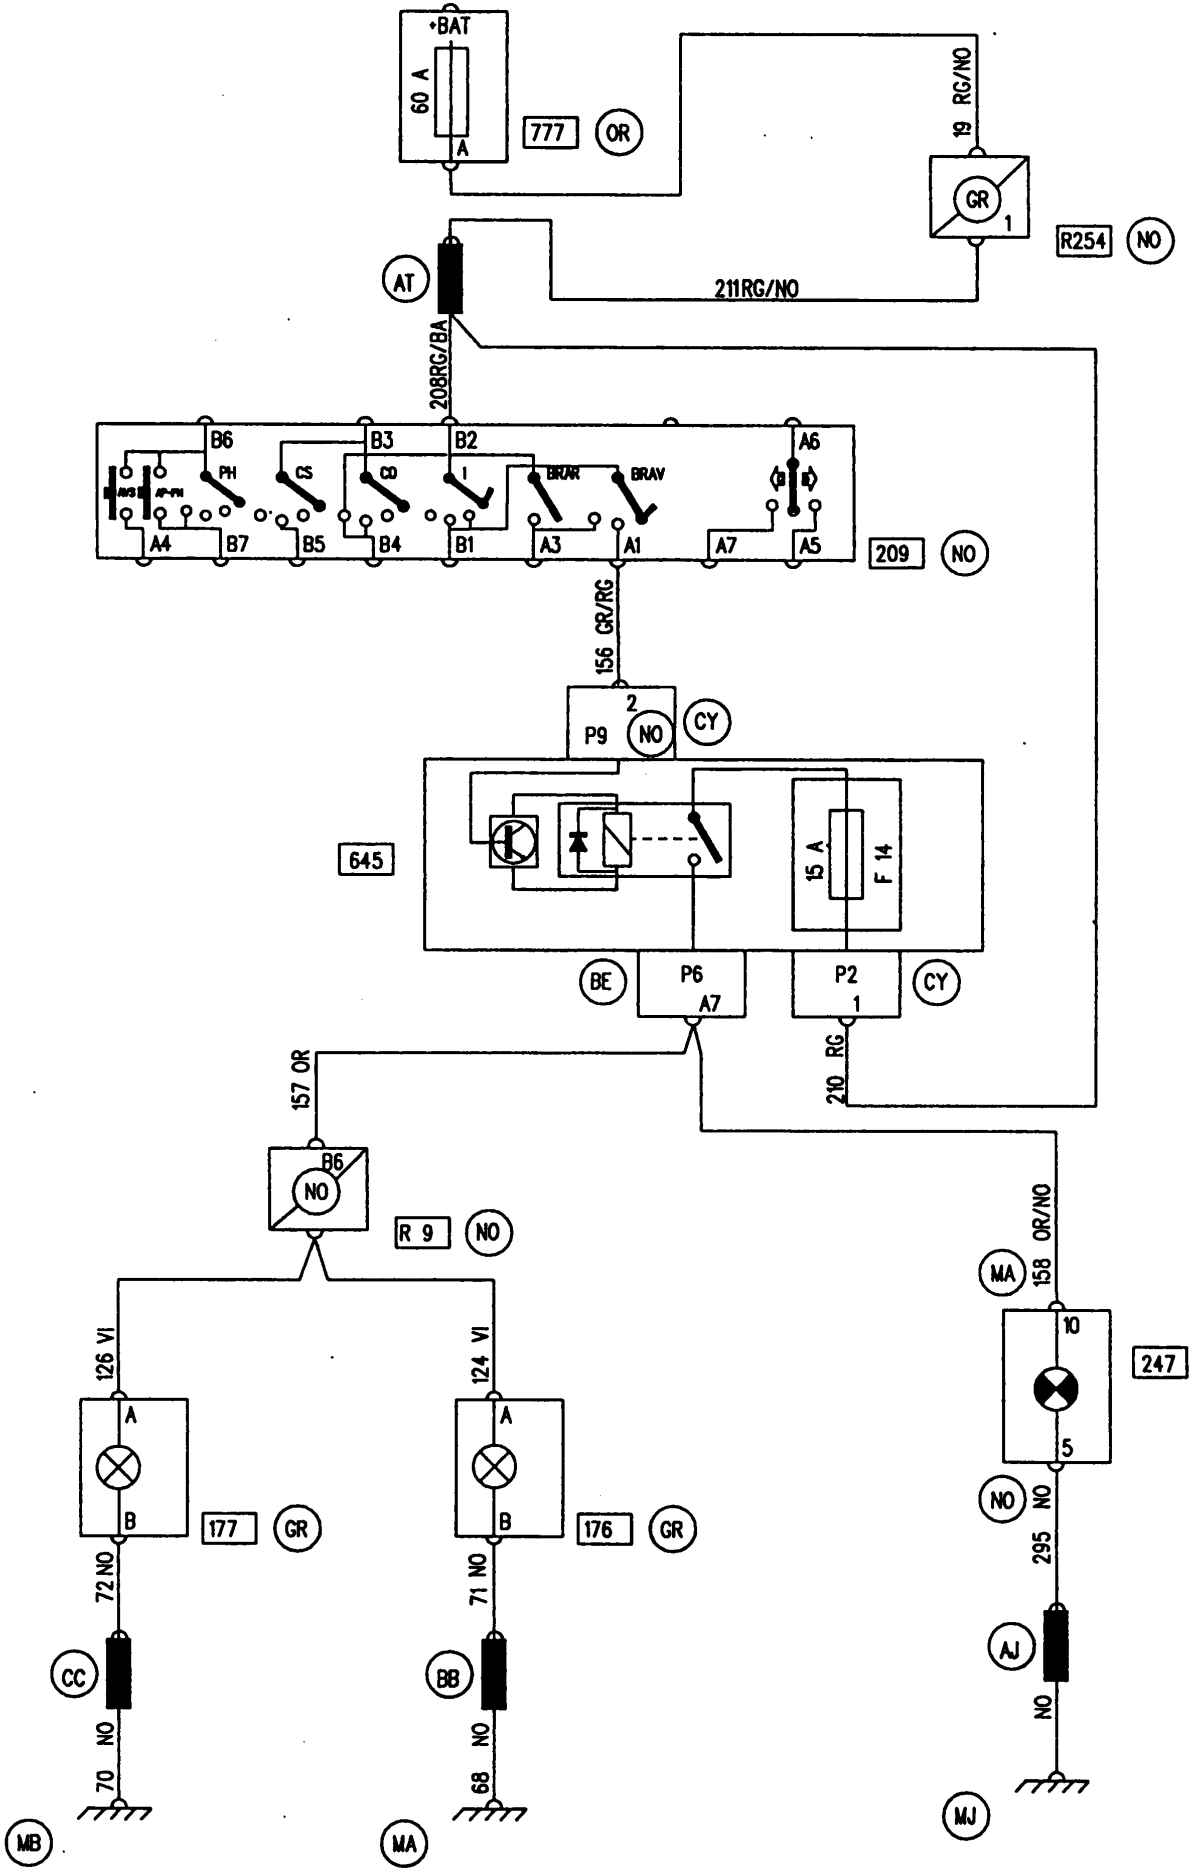 +BAT
60 A
A
777
OR
19 RG/NO
GR
1
R254
NO
AT
211RG/NO
208RG/BA
B6
B3
B2
A6
AVS
AP-PH
PH
CS
CD
I
BRAR
BRAV
A4
B7
B5
B4
B1
A3
A1
A7
A5
209
NO
156 GR/RG
2
P9
NO
CY
645
15 A
F 14
BE
P6
A7
P2
1
CY
157 OR
210 RG
B6
NO
R 9
NO
158 OR/NO
MA
10
247
5
126 VI
124 VI
A
B
177
GR
A
B
176
GR
NO
295 NO
72 NO
71 NO
CC
BB
AJ
70 NO
68 NO
NO
MB
MA
MJ